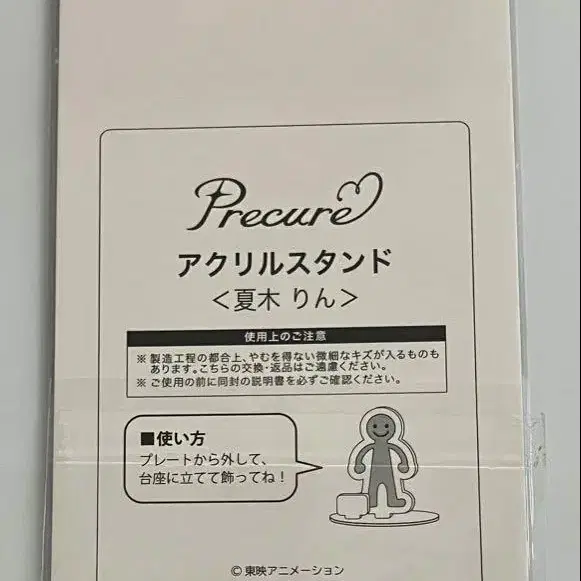 Precure
アクリルスタンド
＜夏木 りん＞
使用上のご注意
※ 製造工程の都合上、やむを得ない微細なキズが入るものも
あります。こちらの交換・返品はご遠慮ください。
※ ご使用の前に同封の説明書を必ずご確認ください。
■使い方
プレートから外して、
台座に立てて飾ってね！
© 東映アニメーション